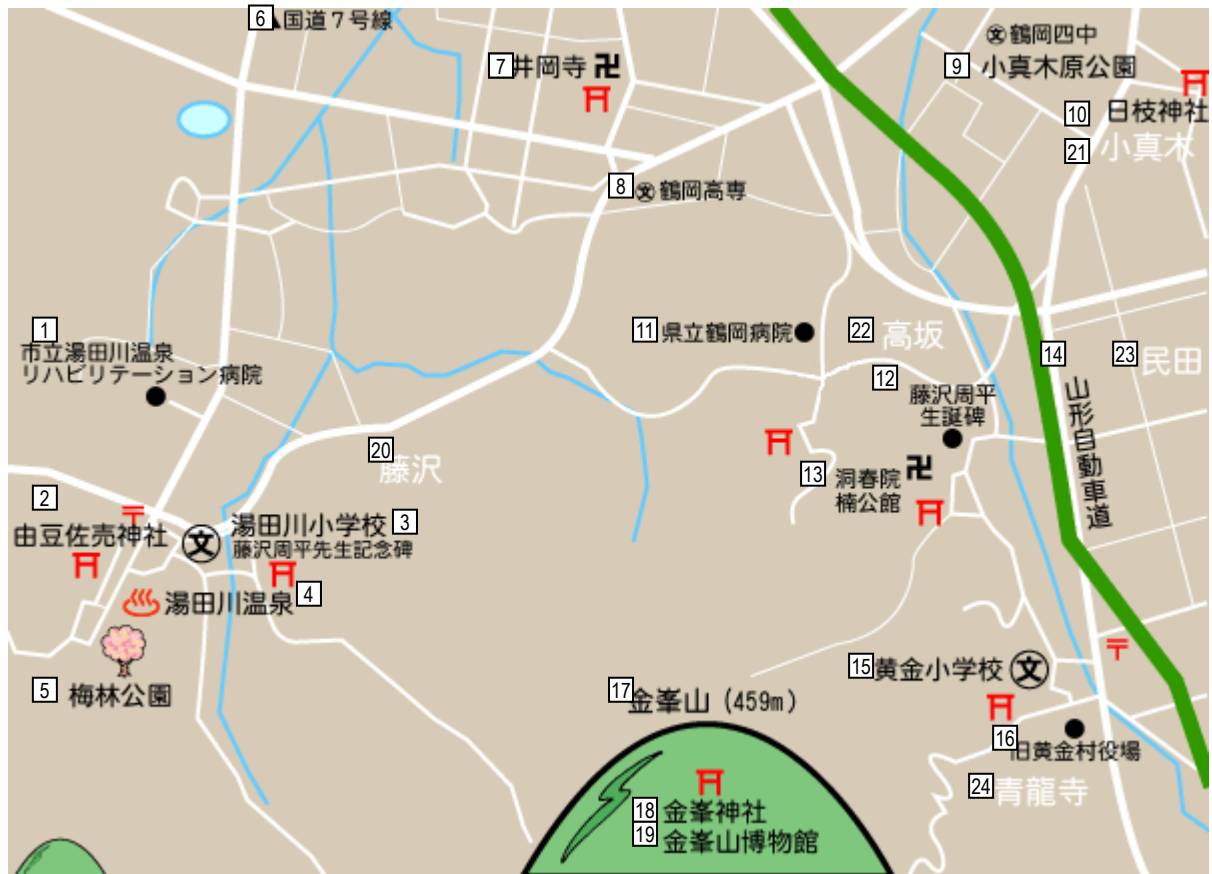 6
国道7号線
7
井岡寺
文
鶴岡四中
9
小真木原公園
10
日枝神社
21
小真木
8
文
鶴岡高専
1
市立湯田川温泉
リハビリテーション病院
11
県立鶴岡病院
22
高坂
14
山形自動車道
23
民田
12
藤沢周平
生誕碑
20
藤沢
13
洞春院
楠公館
2
由豆佐売神社
文
湯田川小学校
3
藤沢周平先生記念碑
4
湯田川温泉
5
梅林公園
15
黄金小学校
文
17
金峯山(459m)
16
旧黄金村役場
24
青龍寺
18
金峯神社
19
金峯山博物館